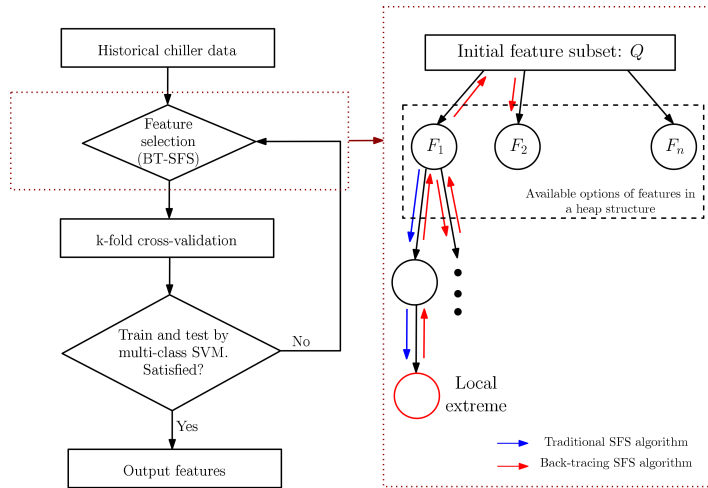 Historical chiller data
Feature
selection
(BT-SFS)
k-fold cross-validation
Train and test by
multi-class SVM.
Satisfied?
No
Yes
Output features
Initial feature subset: Q
F1
F2
Fn
Available options of features in
a heap structure
Local
extreme
Traditional SFS algorithm
Back-tracing SFS algorithm